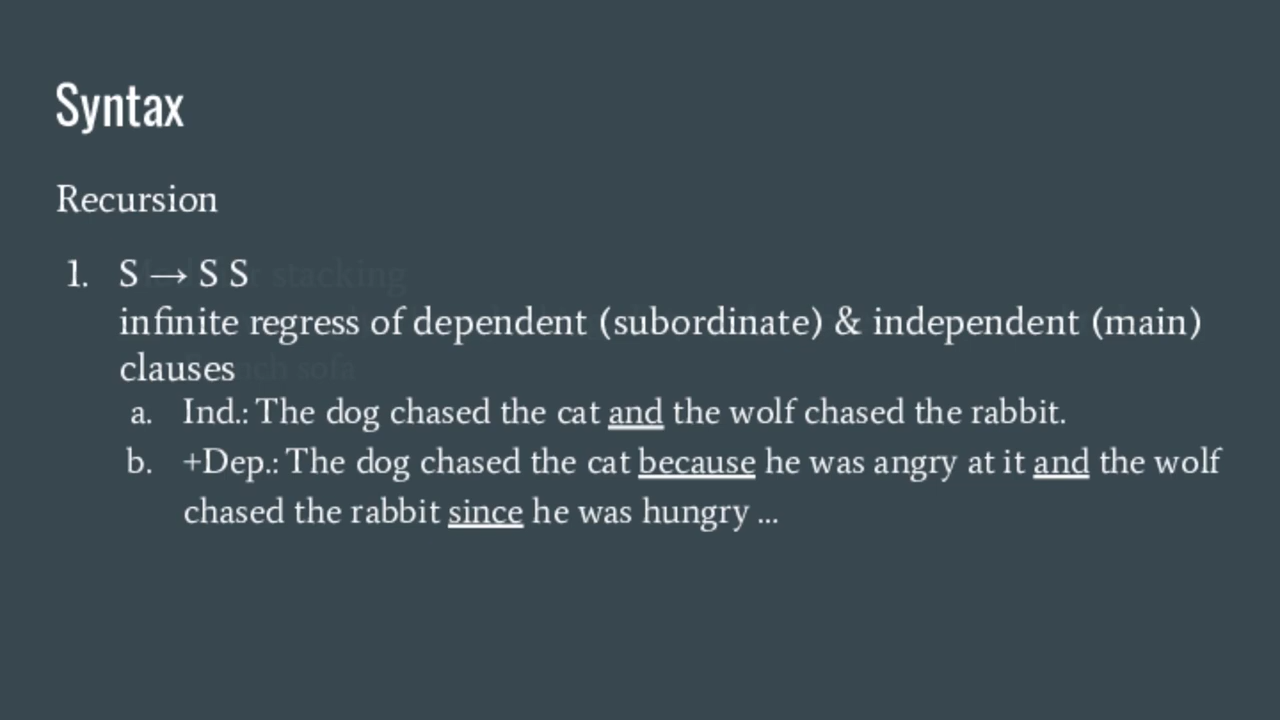 Syntax
Recursion
1. S → S S
stacking
infinite regress of dependent (subordinate) & independent (main)
clauses
sofa
a. Ind.: The dog chased the cat and the wolf chased the rabbit.
b. +Dep.: The dog chased the cat because he was angry at it and the wolf
chased the rabbit since he was hungry ...